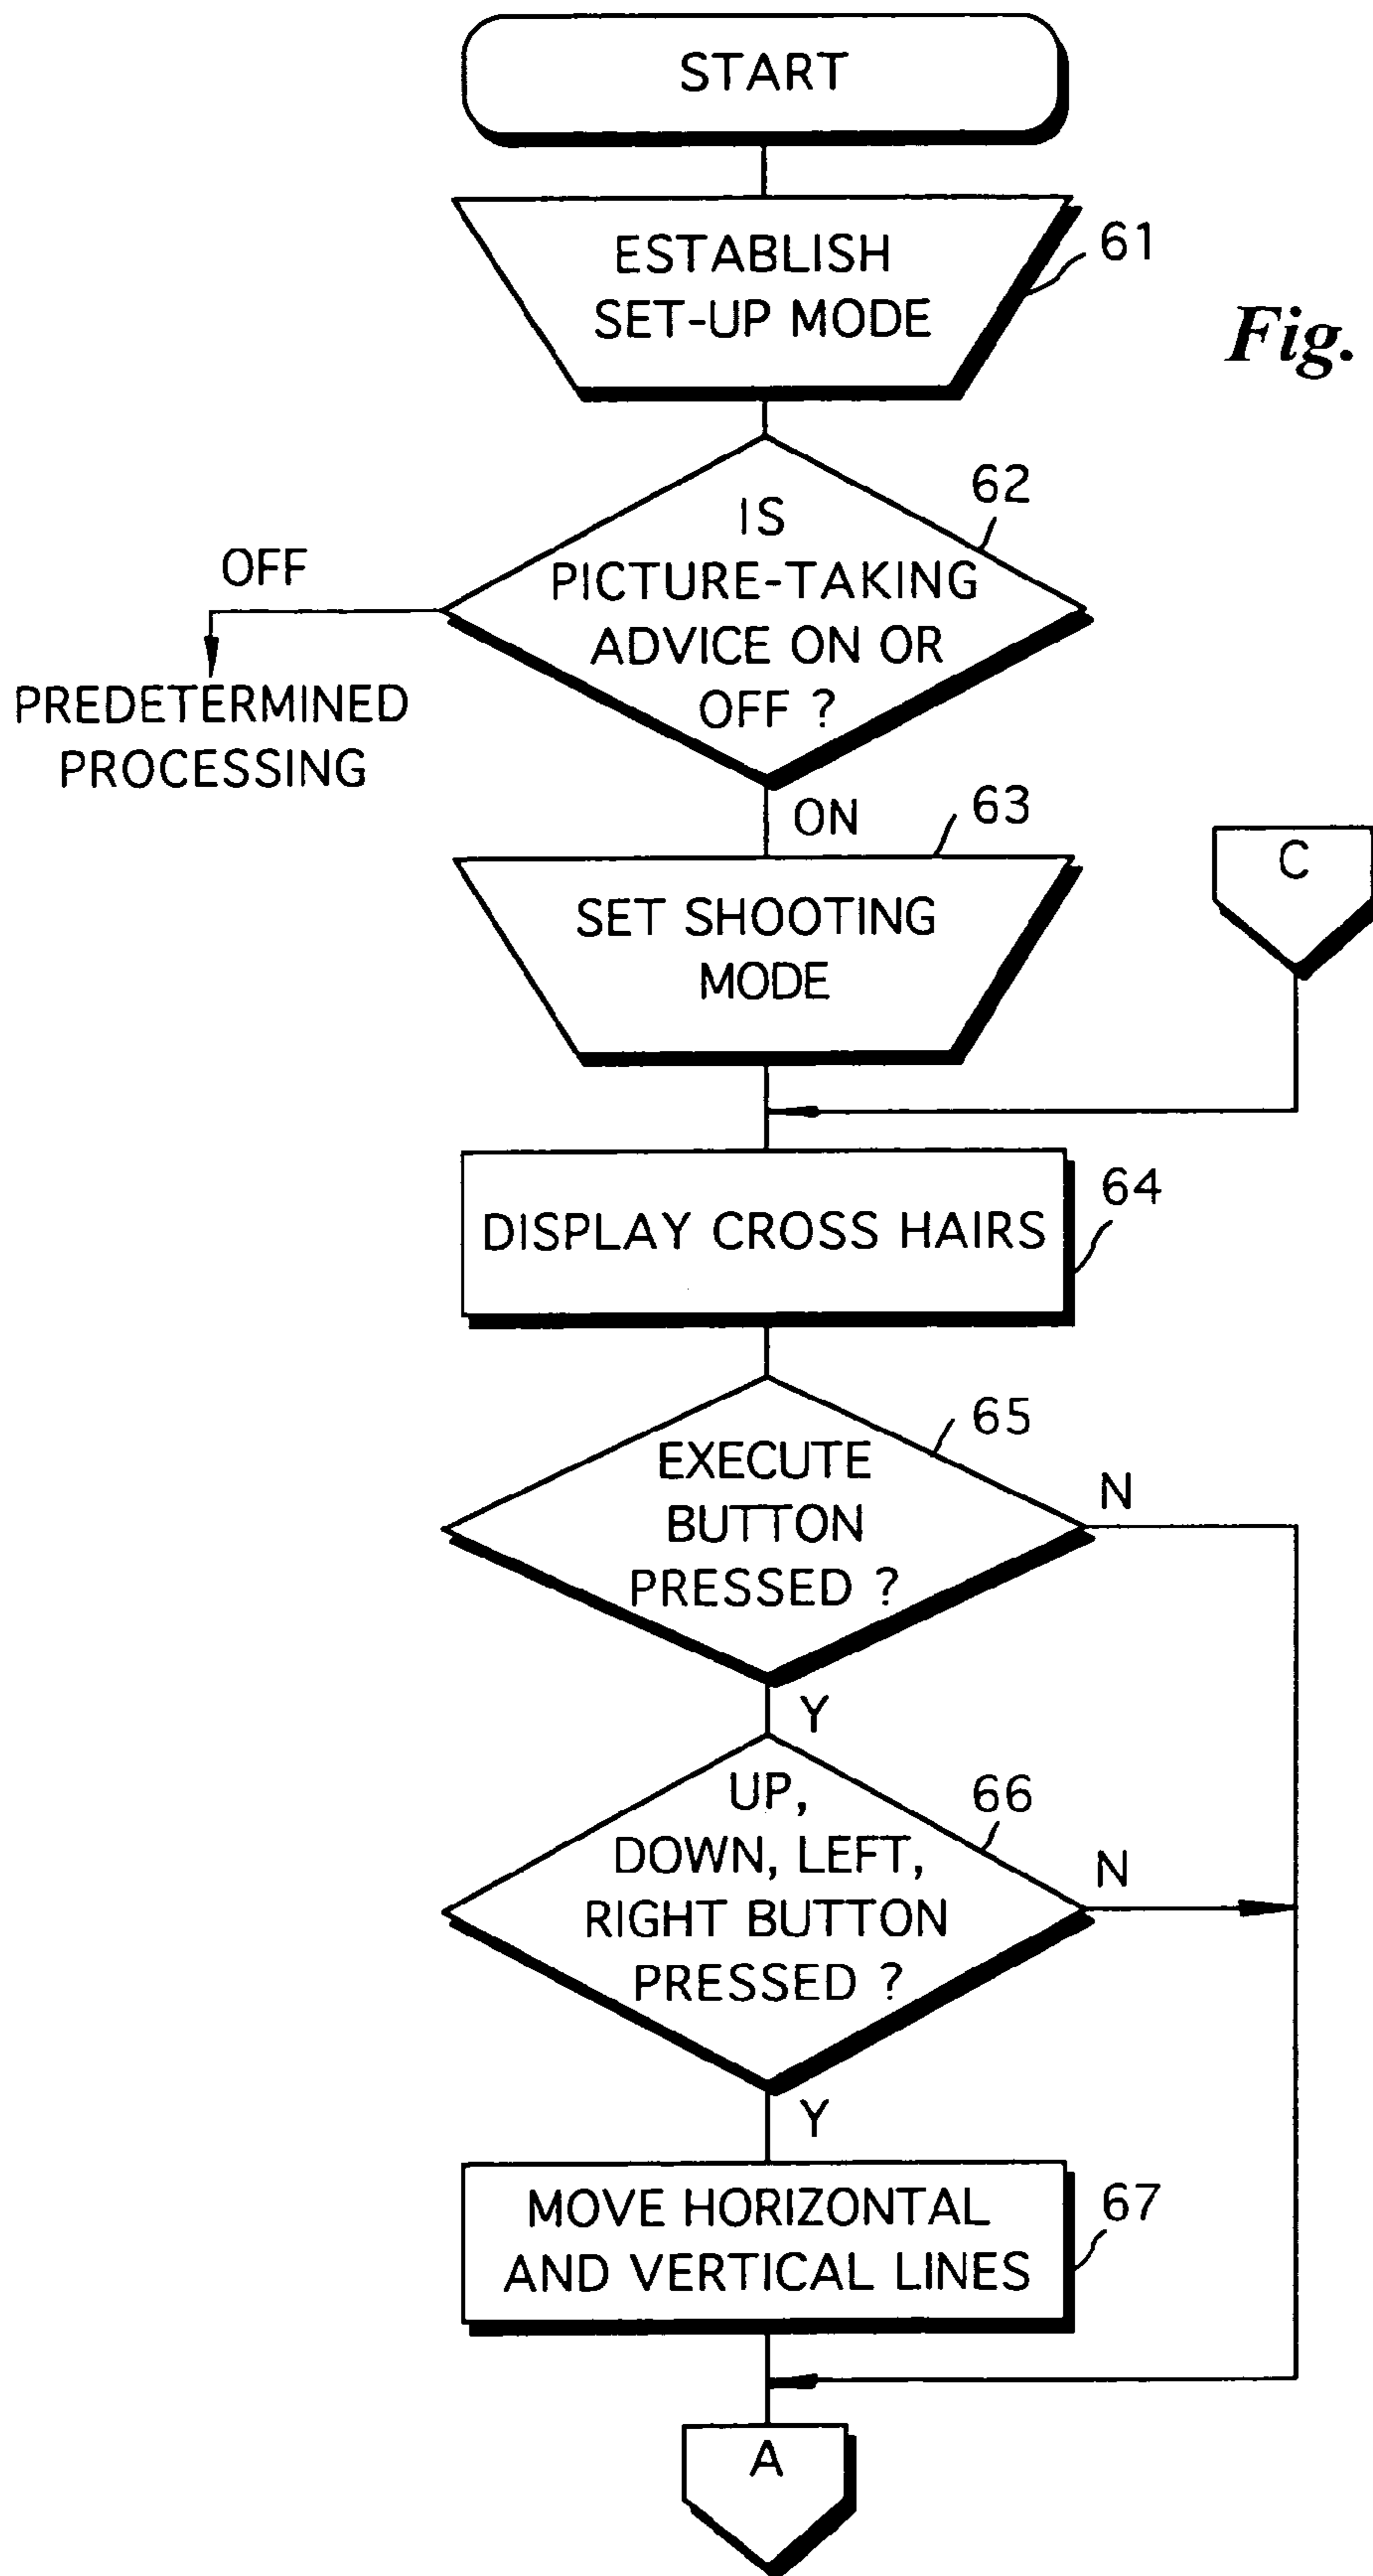 START
ESTABLISH
SET-UP MODE
61
Fig.
62
IS
PICTURE-TAKING
ADVICE ON OR
OFF ?
OFF
PREDETERMINED
PROCESSING
ON
63
SET SHOOTING
MODE
C
DISPLAY CROSS HAIRS
64
65
EXECUTE
BUTTON
PRESSED ?
N
Y
UP,
DOWN, LEFT,
RIGHT BUTTON
PRESSED ?
66
N
Y
MOVE HORIZONTAL
AND VERTICAL LINES
67
A